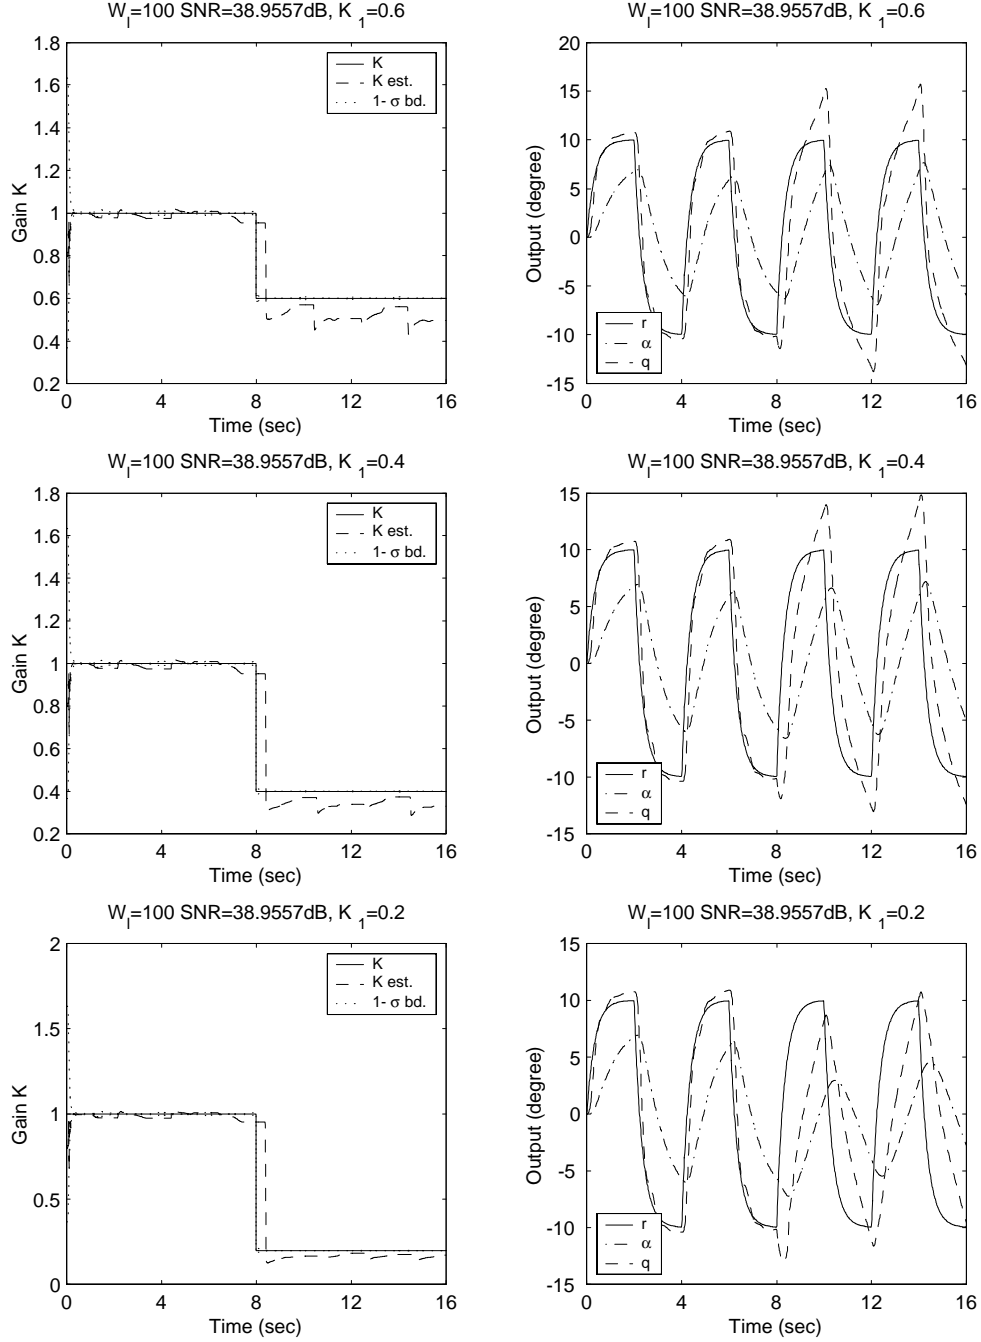 W_l=100 SNR=38.9557dB, K_1=0.6
1.8
1.6
1.4
1.2
1
0.8
0.6
0.4
0.2
Gain K
K
K est.
1- σ bd.
0
4
8
12
16
Time (sec)
W_l=100 SNR=38.9557dB, K_1=0.6
20
15
10
5
0
-5
-10
-15
Output (degree)
r
α
q
0
4
8
12
16
Time (sec)
W_l=100 SNR=38.9557dB, K_1=0.4
1.8
1.6
1.4
1.2
1
0.8
0.6
0.4
0.2
Gain K
K
K est.
1- σ bd.
0
4
8
12
16
Time (sec)
W_l=100 SNR=38.9557dB, K_1=0.4
15
10
5
0
-5
-10
-15
Output (degree)
r
α
q
0
4
8
12
16
Time (sec)
W_l=100 SNR=38.9557dB, K_1=0.2
2
1.5
1
0.5
0
Gain K
K
K est.
1- σ bd.
0
4
8
12
16
Time (sec)
W_l=100 SNR=38.9557dB, K_1=0.2
15
10
5
0
-5
-10
-15
Output (degree)
r
α
q
0
4
8
12
16
Time (sec)